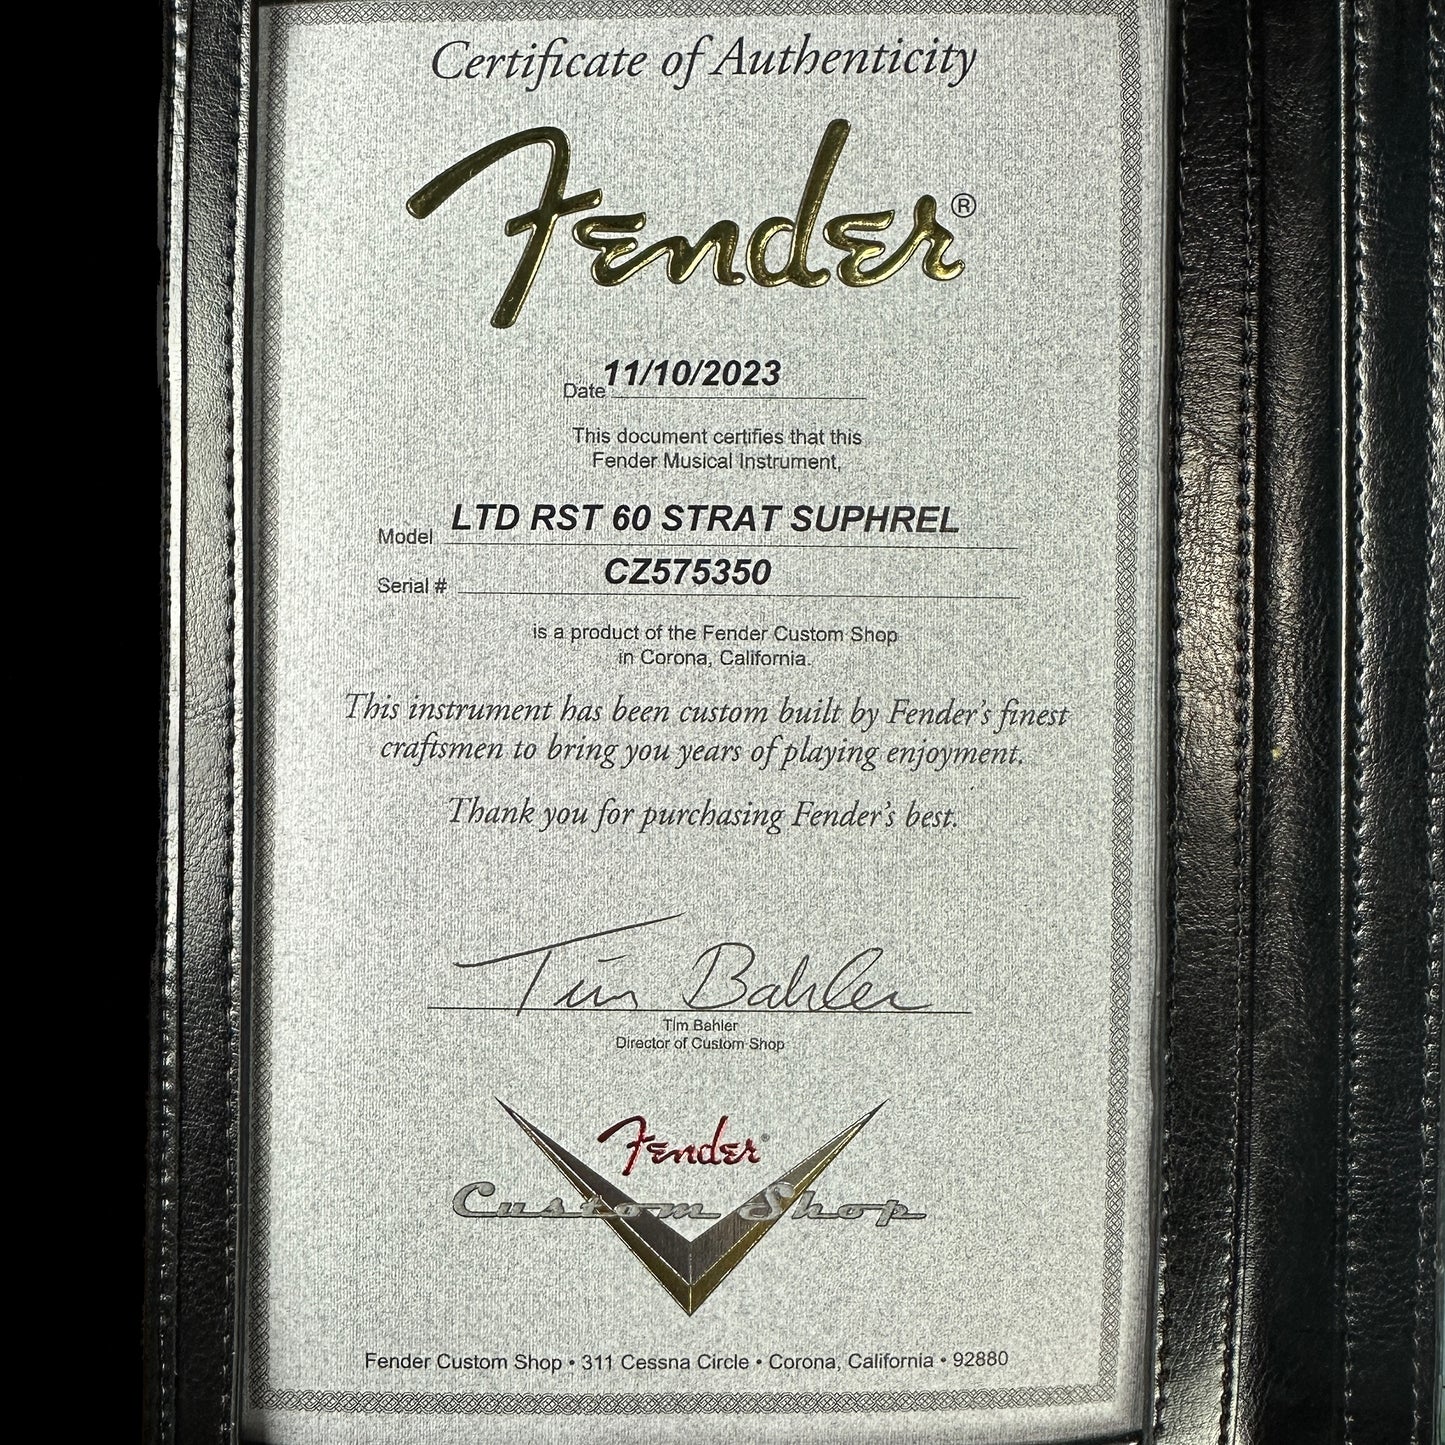 Certificate of Authenticity
Fender®
Date 11/10/2023
This document certifies that this
Fender Musical Instrument,
Model LTD RST 60 STRAT SUPHREL
Serial # CZ575350
is a product of the Fender Custom Shop
in Corona, California.
This instrument has been custom built by Fender's finest
craftsmen to bring you years of playing enjoyment.
Thank you for purchasing Fender's best.
Tim Bahler
Tim Bahler
Director of Custom Shop
Fender®
Custom Shop
Fender Custom Shop • 311 Cessna Circle • Corona, California • 92880